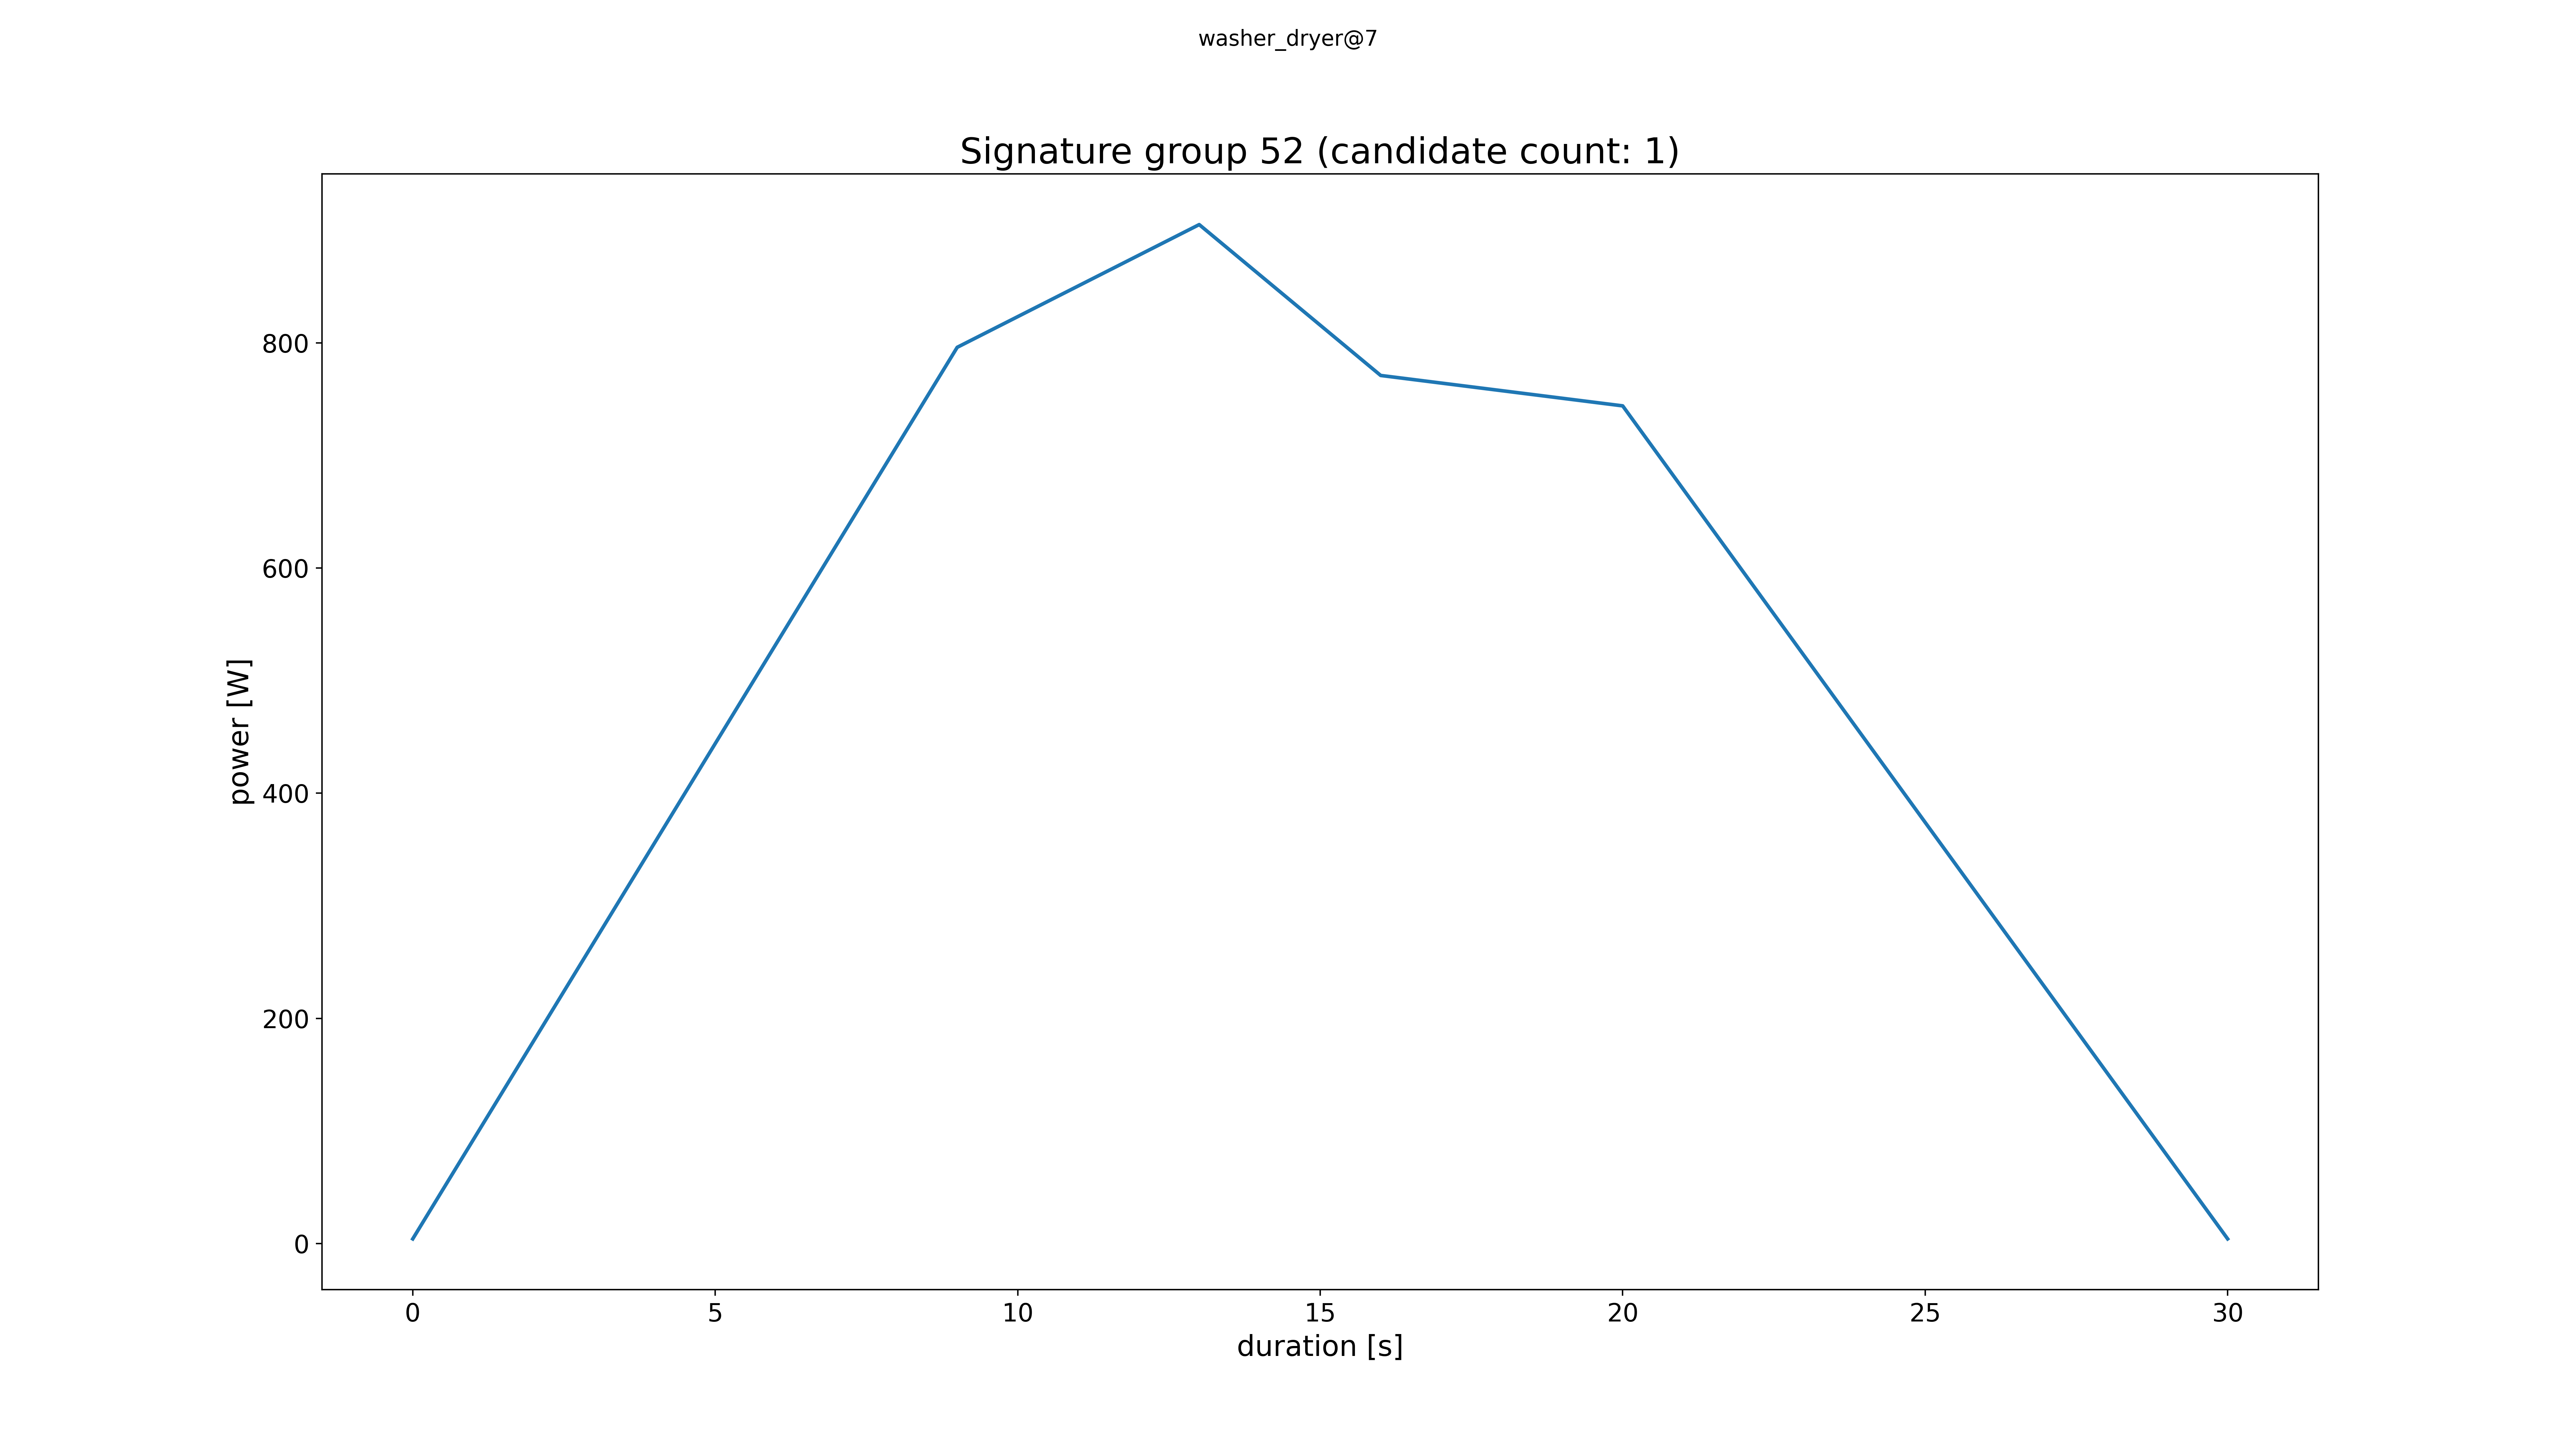 washer_dryer@7
Signature group 52 (candidate count: 1)
power [W]
800
600
400
200
0
0 5 10 15 20 25 30
duration [s]